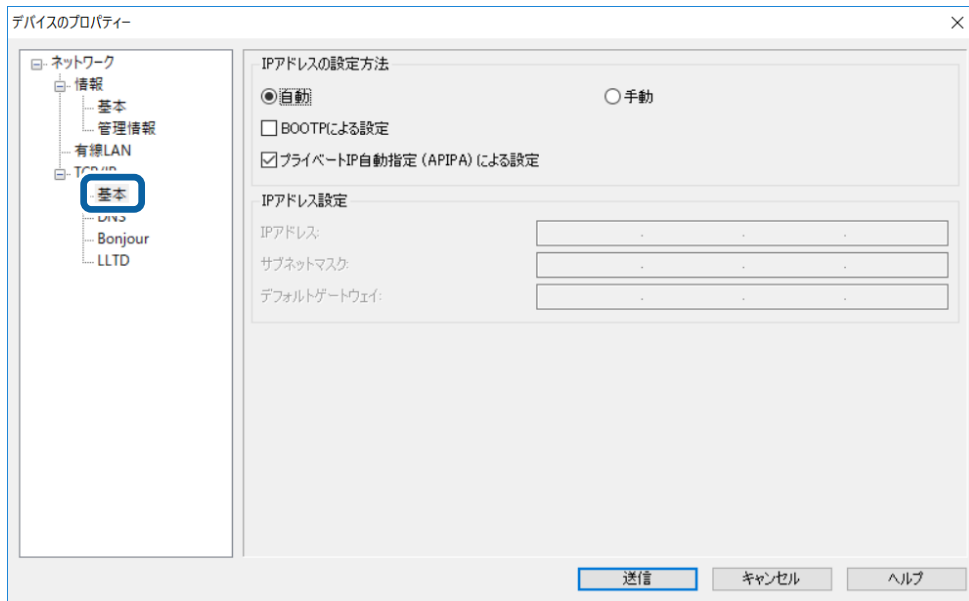 デバイスのプロパティー
ネットワーク
情報
基本
管理情報
有線LAN
TCP/IP
基本
DNS
Bonjour
LLTD
IPアドレスの設定方法
自動
手動
BOOTPによる設定
プライベートIP自動指定 (APIPA) による設定
IPアドレス設定
IPアドレス:
サブネットマスク:
デフォルトゲートウェイ:
送信
キャンセル
ヘルプ